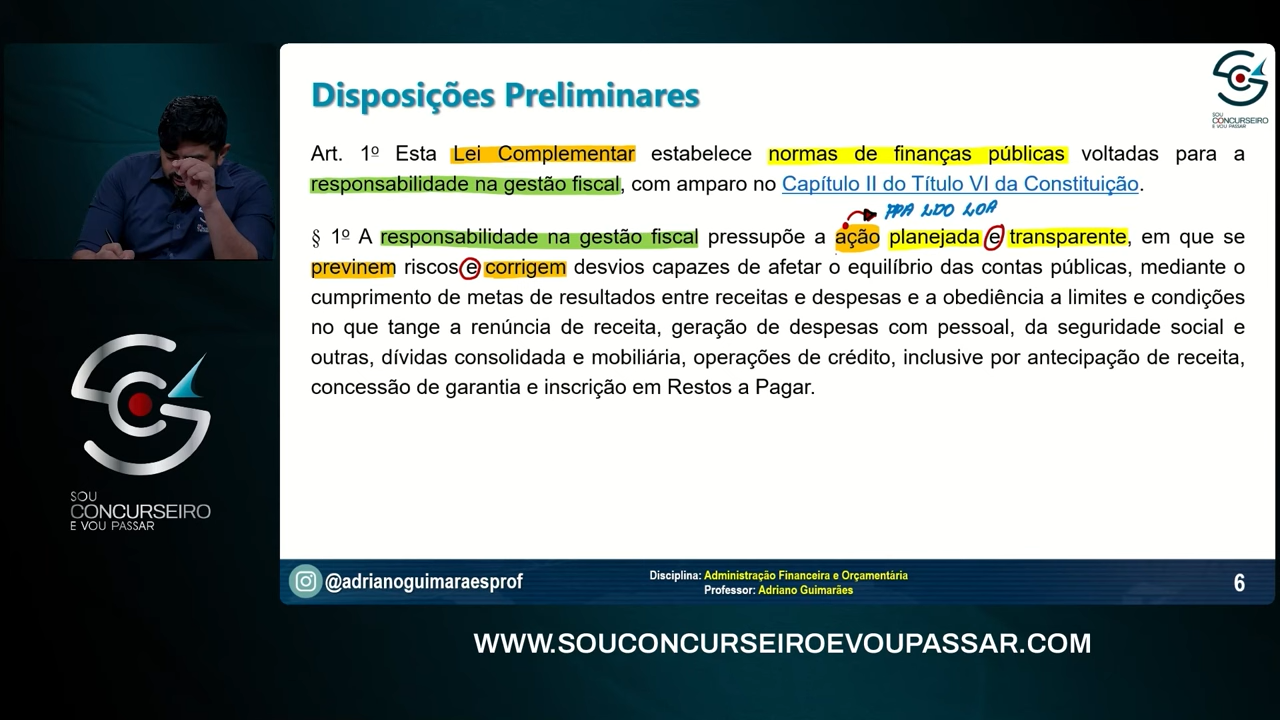 Disposições Preliminares
SOU
CONCURSEIRO
E VOU PASSAR
Art. 1º Esta Lei Complementar estabelece normas de finanças públicas voltadas para a
responsabilidade na gestão fiscal, com amparo no Capítulo II do Título VI da Constituição.
PPA LDO LOA
§ 1º A responsabilidade na gestão fiscal pressupõe a ação planejada e transparente, em que se
previnem riscos e corrigem desvios capazes de afetar o equilíbrio das contas públicas, mediante o
cumprimento de metas de resultados entre receitas e despesas e a obediência a limites e condições
no que tange a renúncia de receita, geração de despesas com pessoal, da seguridade social e
outras, dívidas consolidada e mobiliária, operações de crédito, inclusive por antecipação de receita,
concessão de garantia e inscrição em Restos a Pagar.
SOU
CONCURSEIRO
E VOU PASSAR
@adrianoguimaraesprof
Disciplina: Administração Financeira e Orçamentária
Professor: Adriano Guimarães
6
WWW.SOUCONCURSEIROEVOUPASSAR.COM